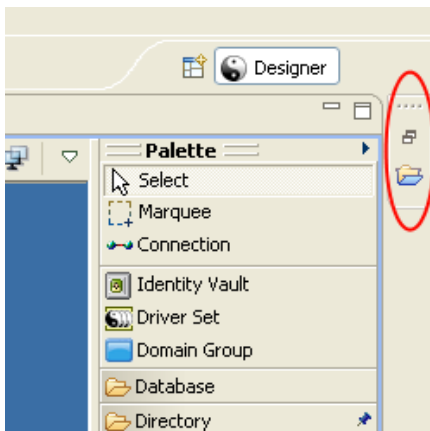 Designer
Palette
Select
Marquee
Connection
Identity Vault
Driver Set
Domain Group
Database
Directory